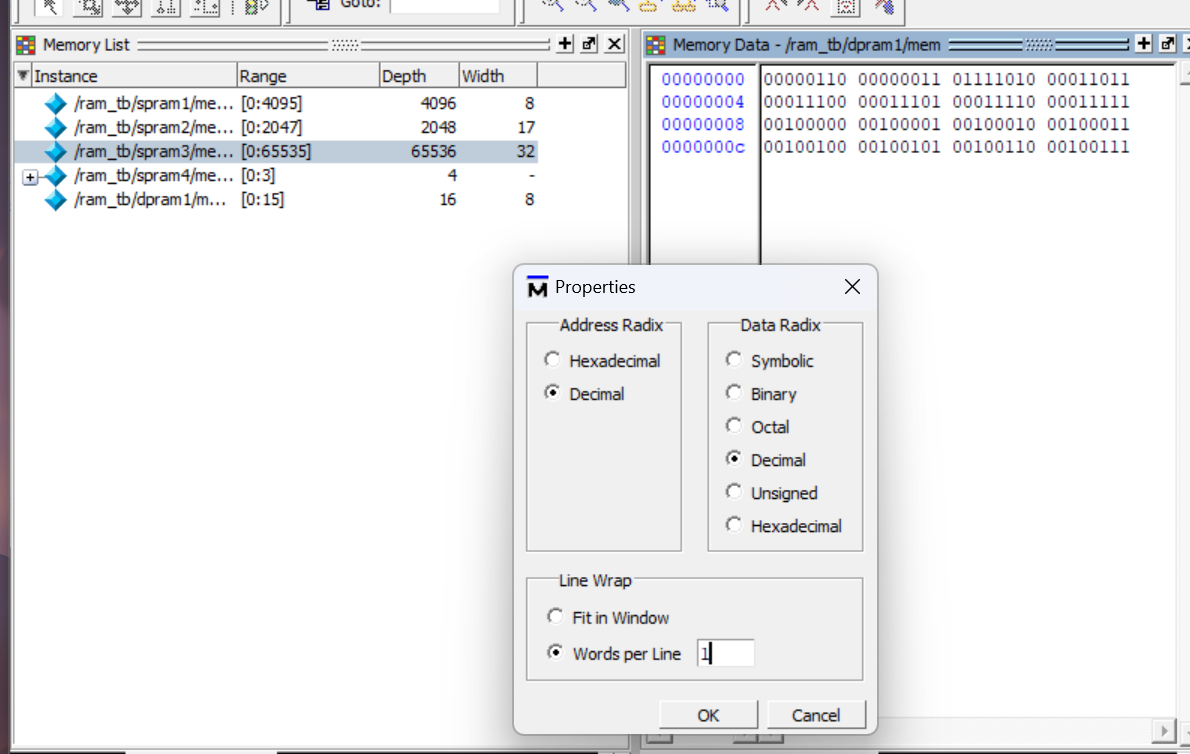 Goto:
Memory List
Instance Range Depth Width
/ram_tb/spram1/me... [0:4095] 4096 8
/ram_tb/spram2/me... [0:2047] 2048 17
/ram_tb/spram3/me... [0:65535] 65536 32
/ram_tb/spram4/me... [0:3] 4 -
/ram_tb/dpram1/m... [0:15] 16 8
Memory Data - /ram_tb/dpram1/mem
00000000 00000110 00000011 01111010 00011011
00000004 00011100 00011101 00011110 00011111
00000008 00100000 00100001 00100010 00100011
0000000c 00100100 00100101 00100110 00100111
M Properties
Address Radix
Hexadecimal
Decimal
Data Radix
Symbolic
Binary
Octal
Decimal
Unsigned
Hexadecimal
Line Wrap
Fit in Window
Words per Line 1
OK Cancel